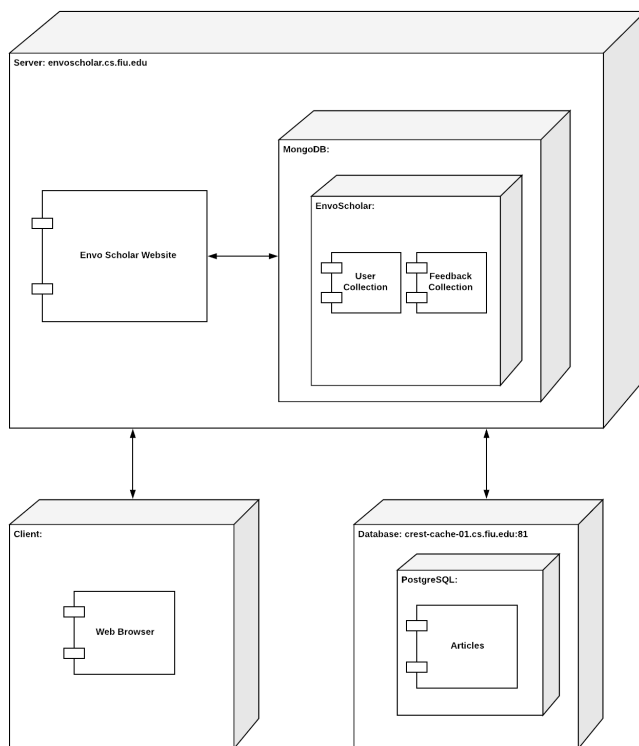 Server: envoscholar.cs.fiu.edu
MongoDB:
EnvoScholar:
Envo Scholar Website
User
Collection
Feedback
Collection
Client:
Web Browser
Database: crest-cache-01.cs.fiu.edu:81
PostgreSQL:
Articles